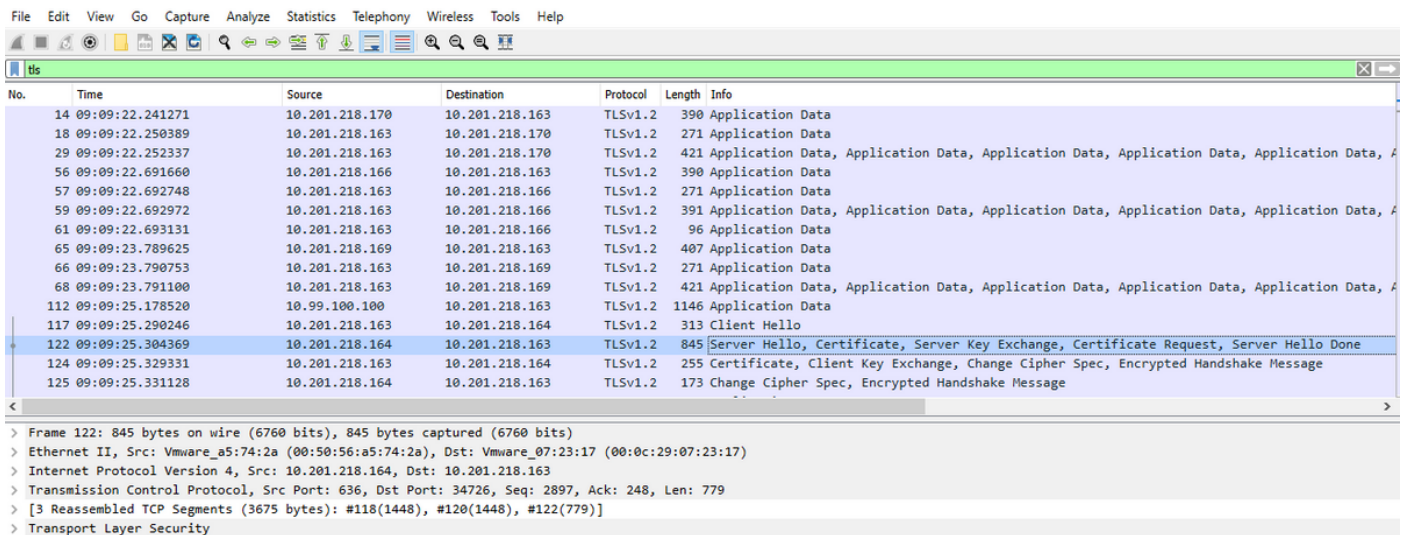 File Edit View Go Capture Analyze Statistics Telephony Wireless Tools Help
tls
No. Time Source Destination Protocol Length Info
14 09:09:22.241271 10.201.218.170 10.201.218.163 TLSv1.2 390 Application Data
18 09:09:22.250389 10.201.218.163 10.201.218.170 TLSv1.2 271 Application Data
29 09:09:22.252337 10.201.218.163 10.201.218.170 TLSv1.2 421 Application Data, Application Data, Application Data, Application Data, Application Data,
56 09:09:22.691660 10.201.218.166 10.201.218.163 TLSv1.2 390 Application Data
57 09:09:22.692748 10.201.218.163 10.201.218.166 TLSv1.2 271 Application Data
59 09:09:22.692972 10.201.218.163 10.201.218.166 TLSv1.2 391 Application Data, Application Data, Application Data, Application Data, Application Data,
61 09:09:22.693131 10.201.218.163 10.201.218.166 TLSv1.2 96 Application Data
65 09:09:23.789625 10.201.218.169 10.201.218.163 TLSv1.2 407 Application Data
66 09:09:23.790753 10.201.218.163 10.201.218.169 TLSv1.2 271 Application Data
68 09:09:23.791100 10.201.218.163 10.201.218.169 TLSv1.2 421 Application Data, Application Data, Application Data, Application Data, Application Data,
112 09:09:25.178520 10.99.100.100 10.201.218.163 TLSv1.2 1146 Application Data
117 09:09:25.290246 10.201.218.163 10.201.218.164 TLSv1.2 313 Client Hello
122 09:09:25.304369 10.201.218.164 10.201.218.163 TLSv1.2 845 Server Hello, Certificate, Server Key Exchange, Certificate Request, Server Hello Done
124 09:09:25.329331 10.201.218.163 10.201.218.164 TLSv1.2 255 Certificate, Client Key Exchange, Change Cipher Spec, Encrypted Handshake Message
125 09:09:25.331128 10.201.218.164 10.201.218.163 TLSv1.2 173 Change Cipher Spec, Encrypted Handshake Message
> Frame 122: 845 bytes on wire (6760 bits), 845 bytes captured (6760 bits)
> Ethernet II, Src: Vmware_a5:74:2a (00:50:56:a5:74:2a), Dst: Vmware_07:23:17 (00:0c:29:07:23:17)
> Internet Protocol Version 4, Src: 10.201.218.164, Dst: 10.201.218.163
> Transmission Control Protocol, Src Port: 636, Dst Port: 34726, Seq: 2897, Ack: 248, Len: 779
> [3 Reassembled TCP Segments (3675 bytes): #118(1448), #120(1448), #122(779)]
> Transport Layer Security